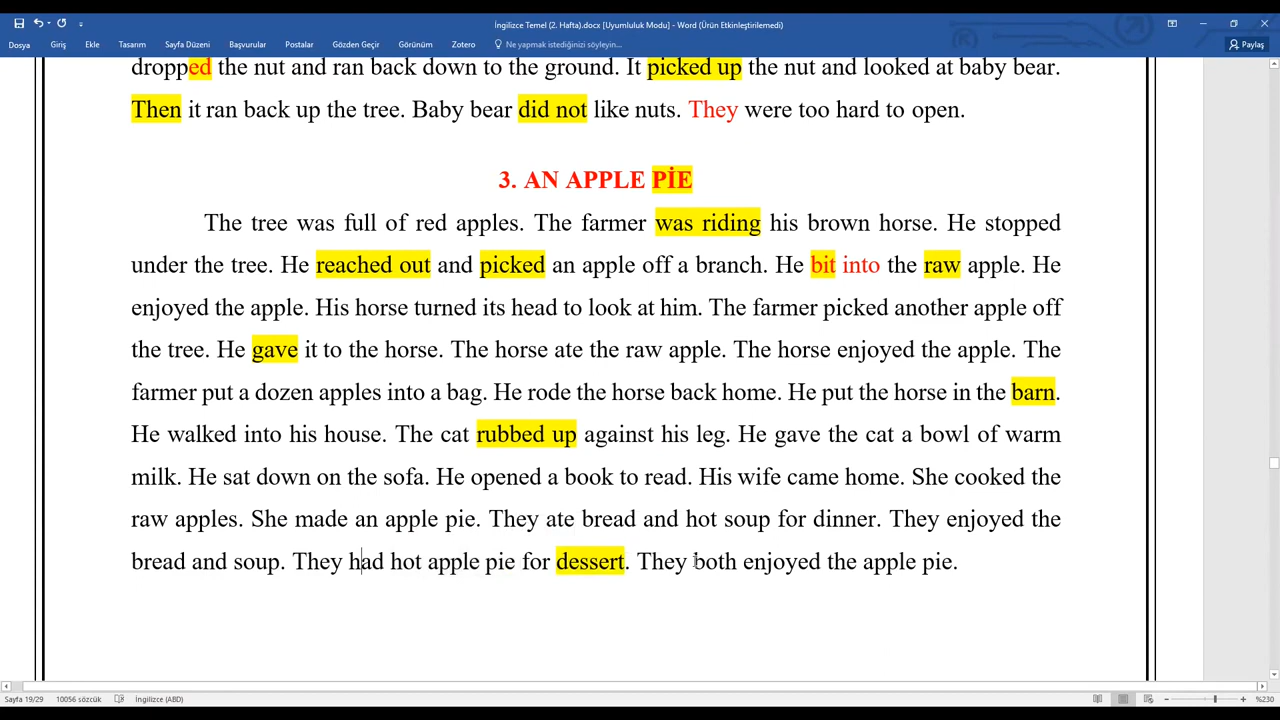 İngilizce Temel (2. Hafta).docx [Uyumluluk Modu] - Word (Ürün Etkinleştirilemedi)
Dosya Giriş Ekle Tasarım Sayfa Düzeni Başvurular Postalar Gözden Geçir Görünüm Zotero Ne yapmak istediğinizi söyleyin... Paylaş
dropped the nut and ran back down to the ground. It picked up the nut and looked at baby bear.
Then it ran back up the tree. Baby bear did not like nuts. They were too hard to open.
3. AN APPLE PİE
The tree was full of red apples. The farmer was riding his brown horse. He stopped
under the tree. He reached out and picked an apple off a branch. He bit into the raw apple. He
enjoyed the apple. His horse turned its head to look at him. The farmer picked another apple off
the tree. He gave it to the horse. The horse ate the raw apple. The horse enjoyed the apple. The
farmer put a dozen apples into a bag. He rode the horse back home. He put the horse in the barn.
He walked into his house. The cat rubbed up against his leg. He gave the cat a bowl of warm
milk. He sat down on the sofa. He opened a book to read. His wife came home. She cooked the
raw apples. She made an apple pie. They ate bread and hot soup for dinner. They enjoyed the
bread and soup. They had hot apple pie for dessert. They both enjoyed the apple pie.
Sayfa 19/29 10056 sözcük İngilizce (ABD) %230